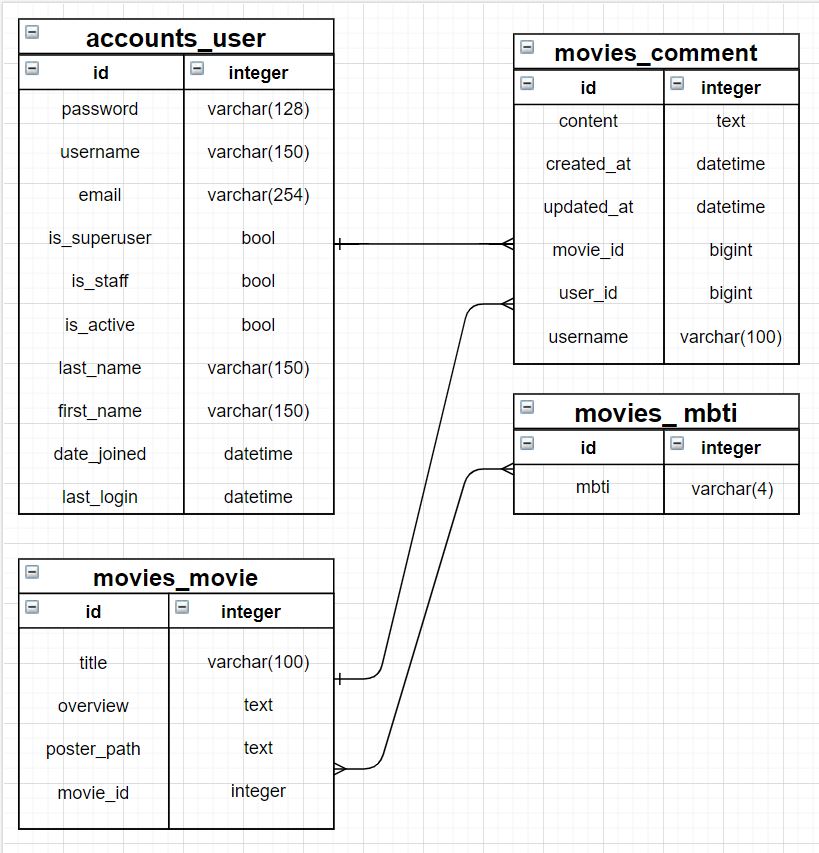 accounts_user
id integer
password varchar(128)
username varchar(150)
email varchar(254)
is_superuser bool
is_staff bool
is_active bool
last_name varchar(150)
first_name varchar(150)
date_joined datetime
last_login datetime
movies_comment
id integer
content text
created_at datetime
updated_at datetime
movie_id bigint
user_id bigint
username varchar(100)
movies_ mbti
id integer
mbti varchar(4)
movies_movie
id integer
title varchar(100)
overview text
poster_path text
movie_id integer